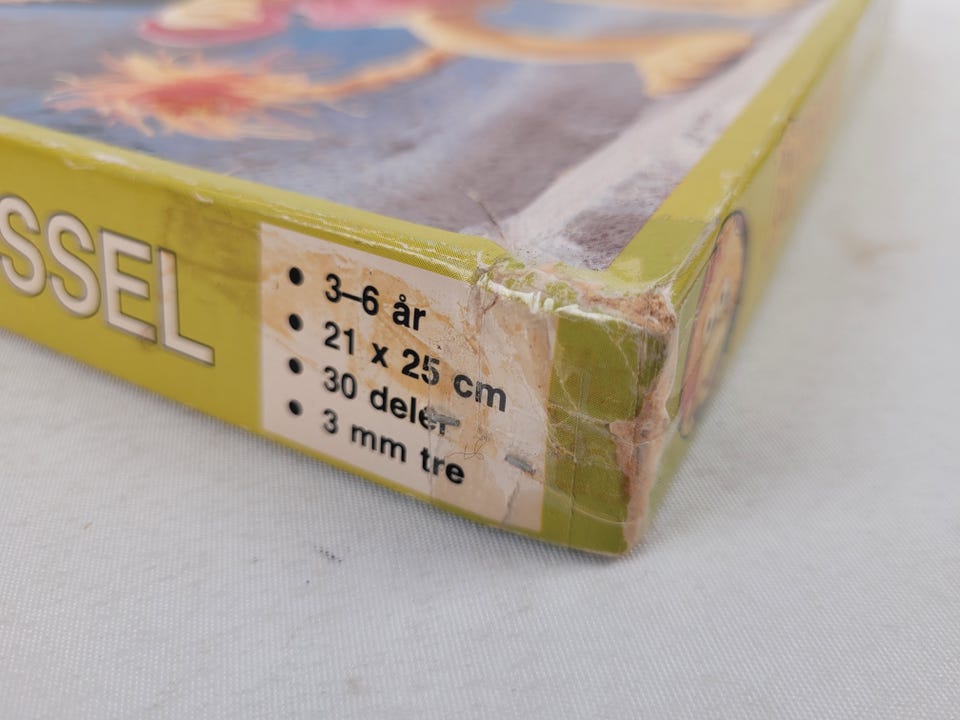 SSEL
• 3–6 år
• 21 x 25 cm
• 30 deler
• 3 mm tre